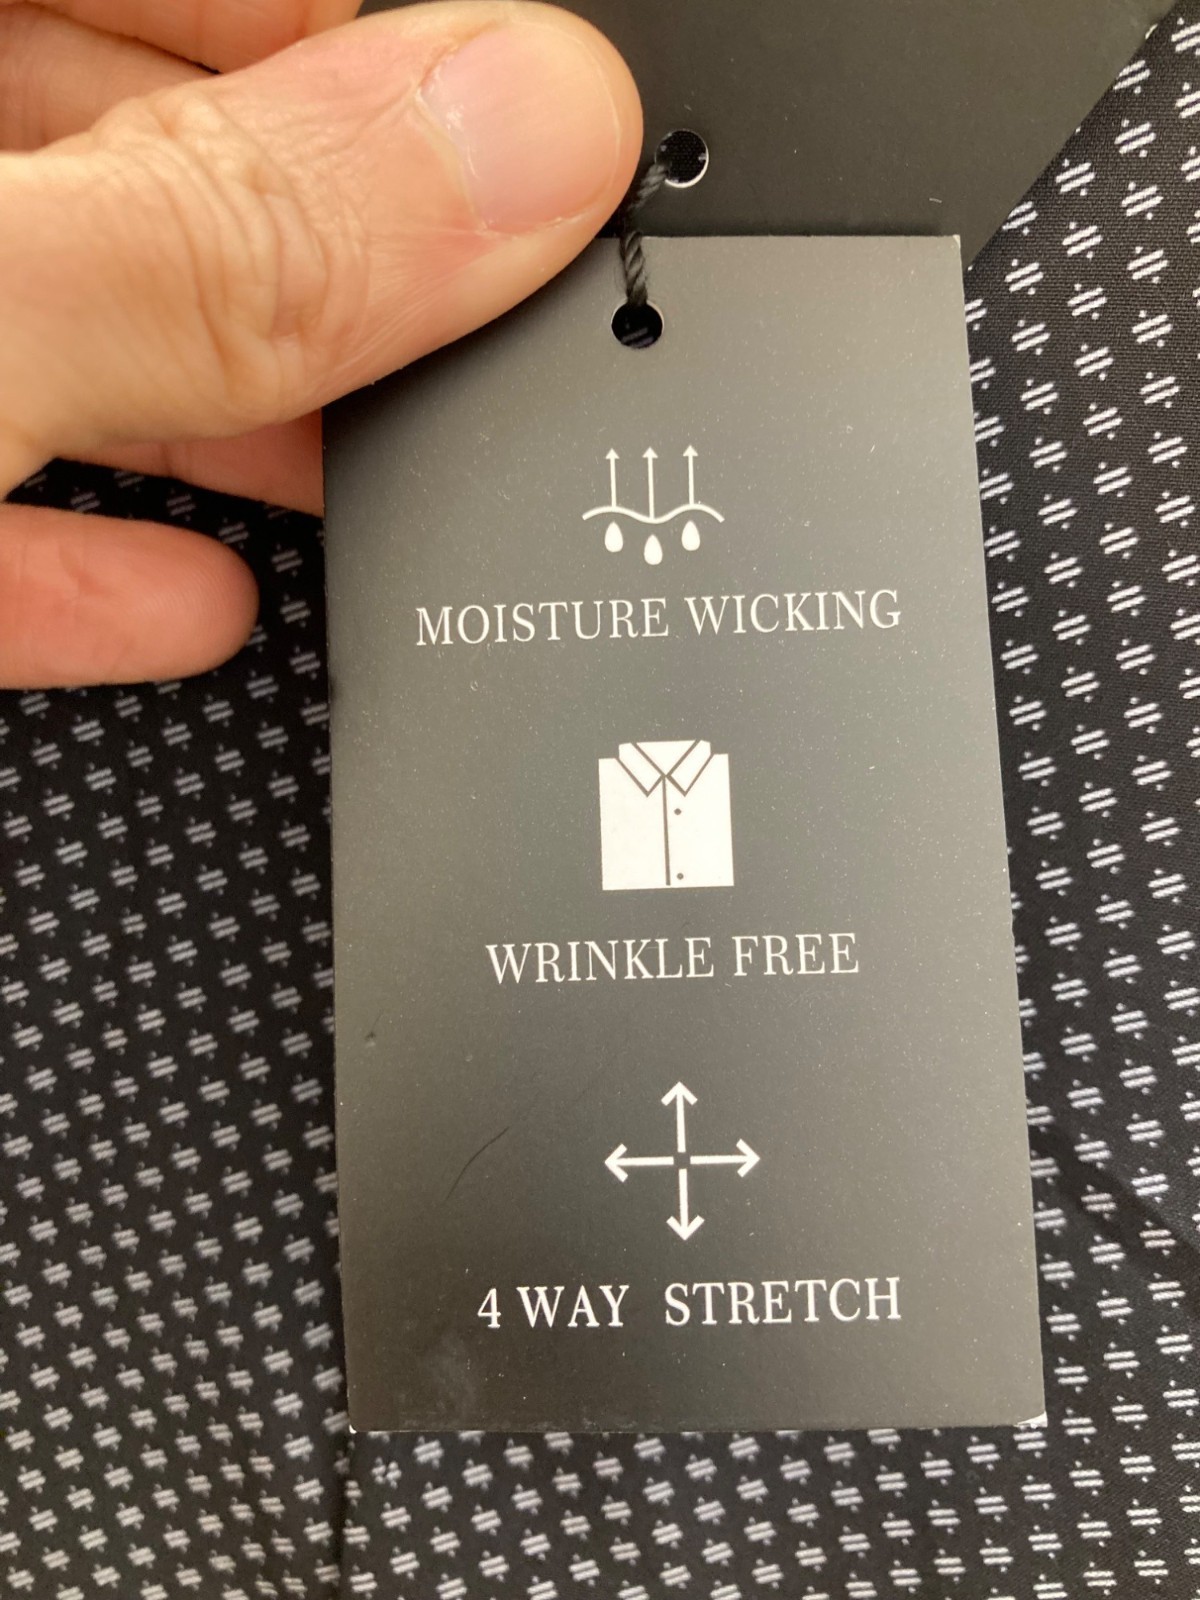 MOISTURE WICKING
WRINKLE FREE
4 WAY STRETCH